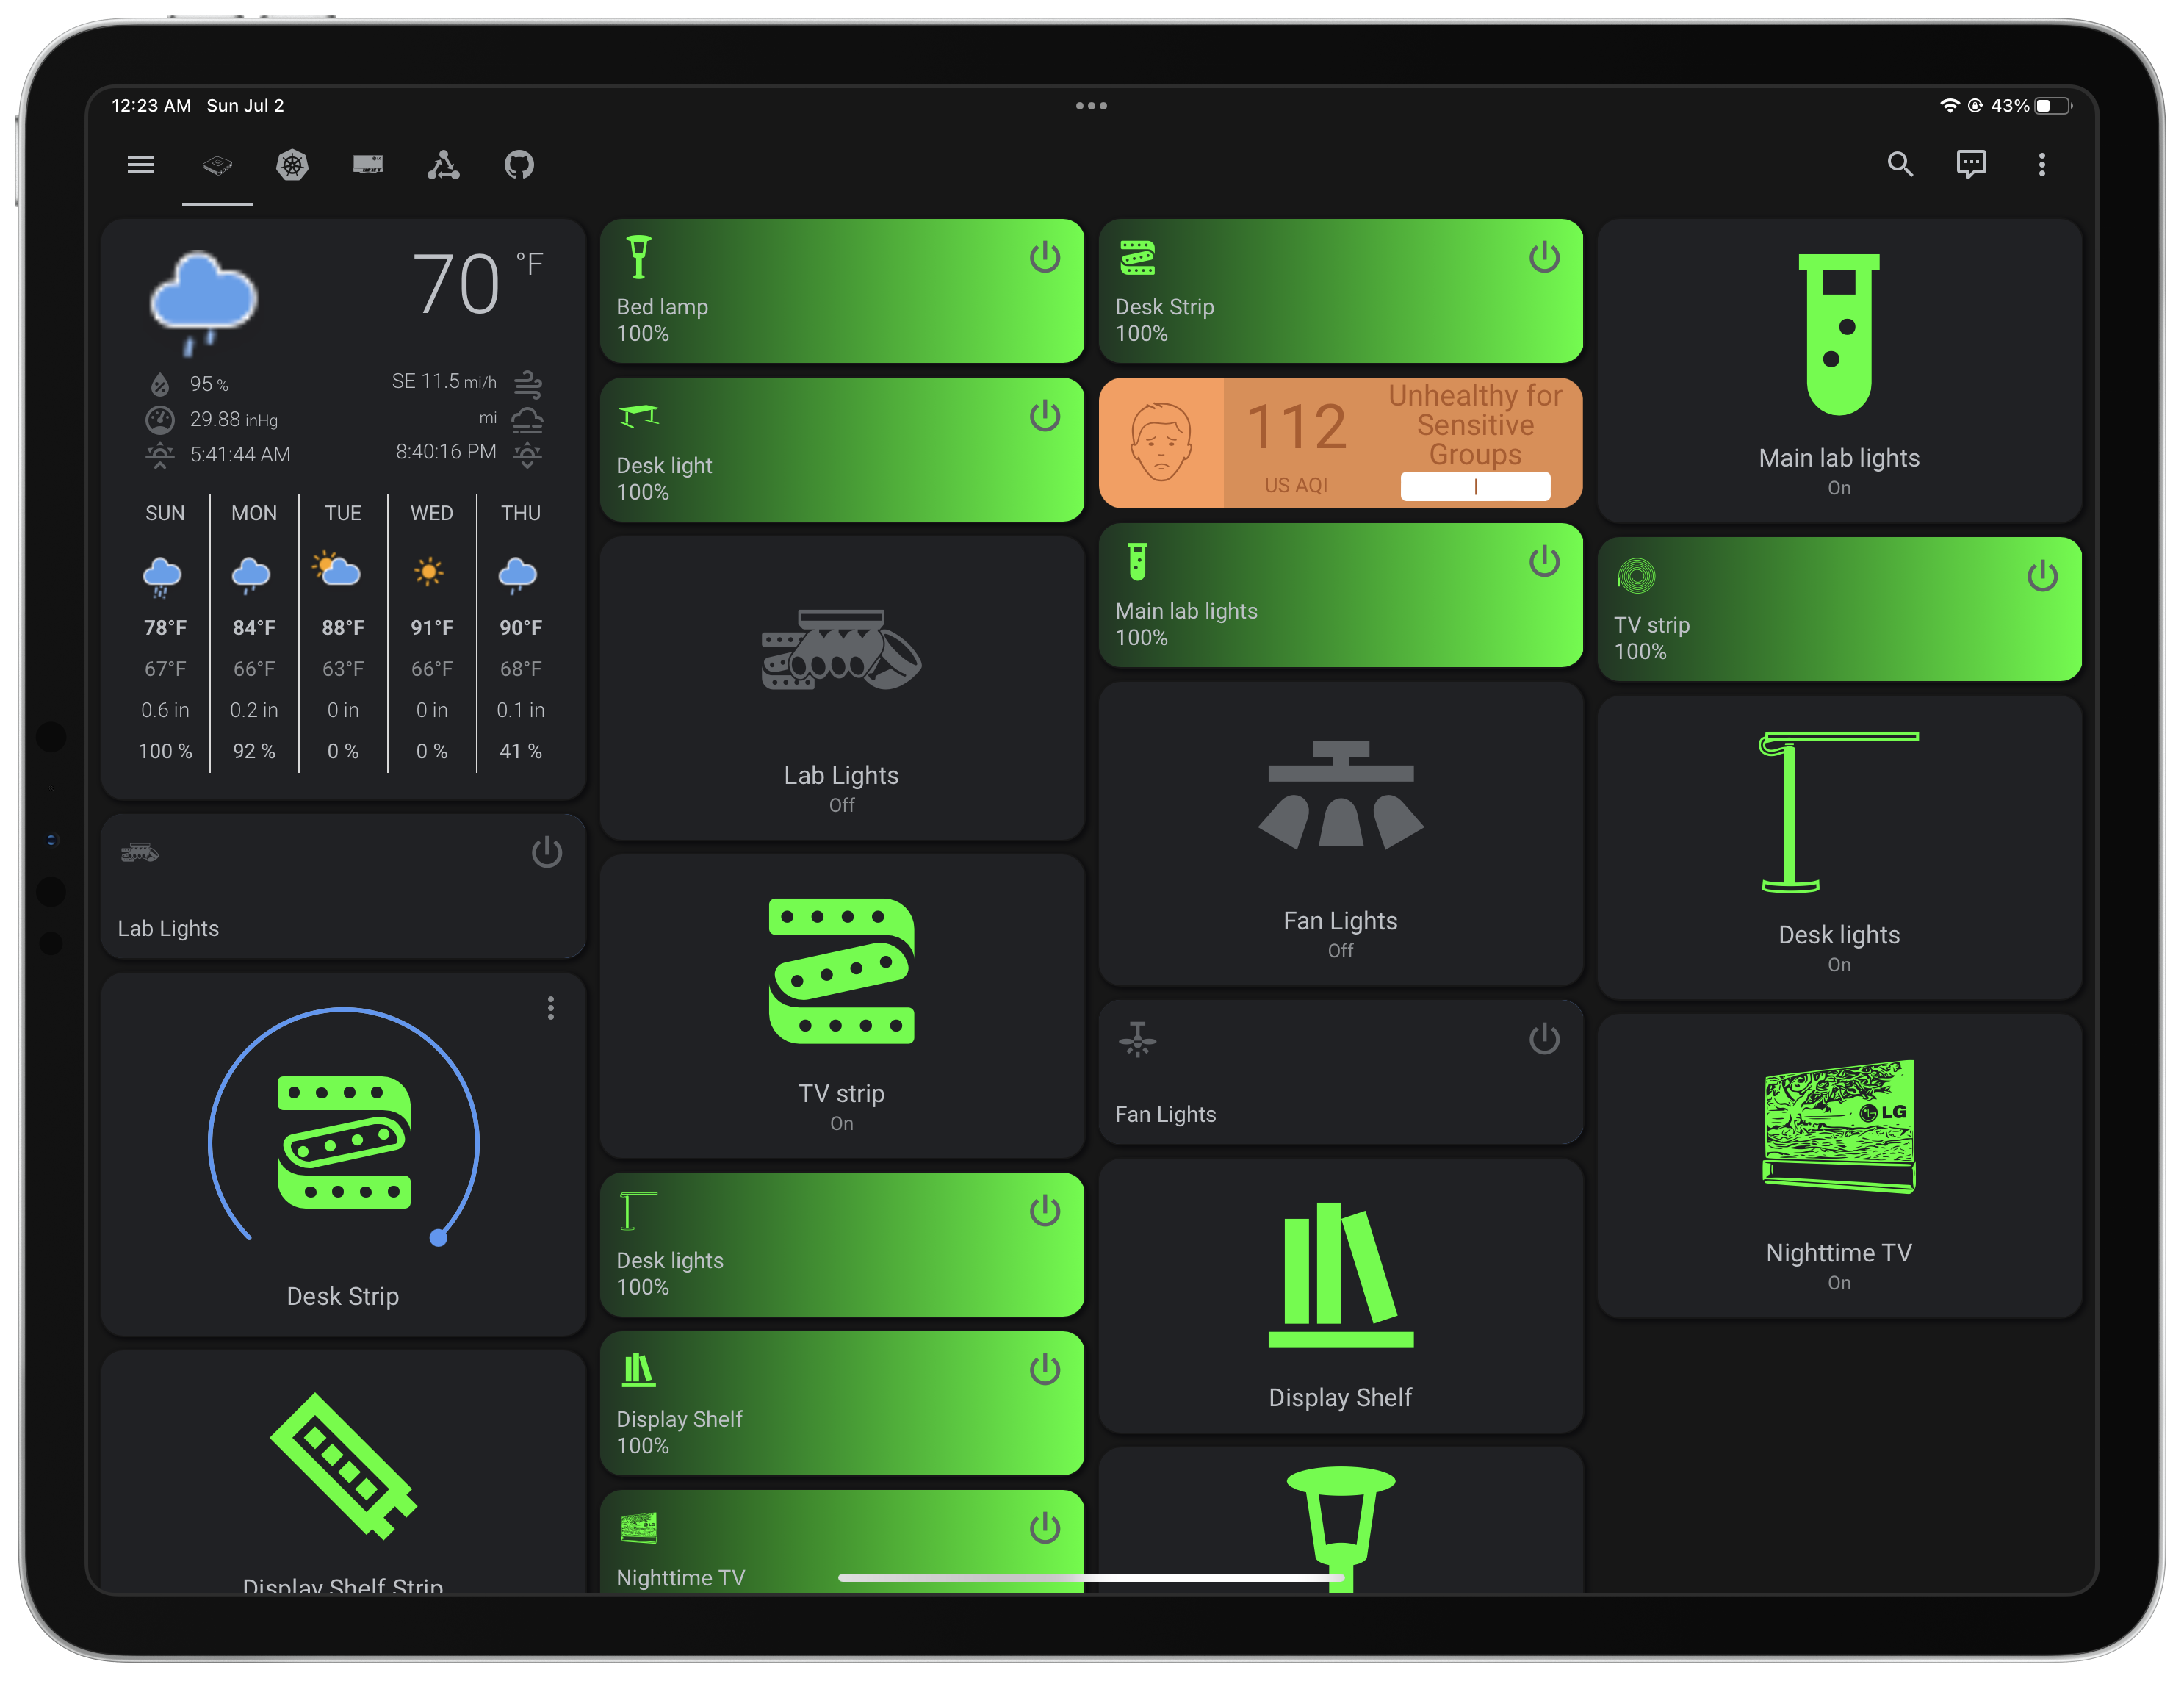 12:23 AM Sun Jul 2
43%
70 °F
95 %
SE 11.5 mi/h
29.88 inHg
mi
5:41:44 AM
8:40:16 PM
SUN MON TUE WED THU
78°F 84°F 88°F 91°F 90°F
67°F 66°F 63°F 66°F 68°F
0.6 in 0.2 in 0 in 0 in 0.1 in
100 % 92 % 0 % 0 % 41 %
Lab Lights
Desk Strip
Display Shelf Strip
Bed lamp
100%
Desk light
100%
Lab Lights
Off
TV strip
On
Desk lights
100%
Display Shelf
100%
Nighttime TV
Desk Strip
100%
112
US AQI
Unhealthy for
Sensitive
Groups
Main lab lights
100%
Fan Lights
Off
Fan Lights
Display Shelf
Main lab lights
On
TV strip
100%
Desk lights
On
LG
Nighttime TV
On